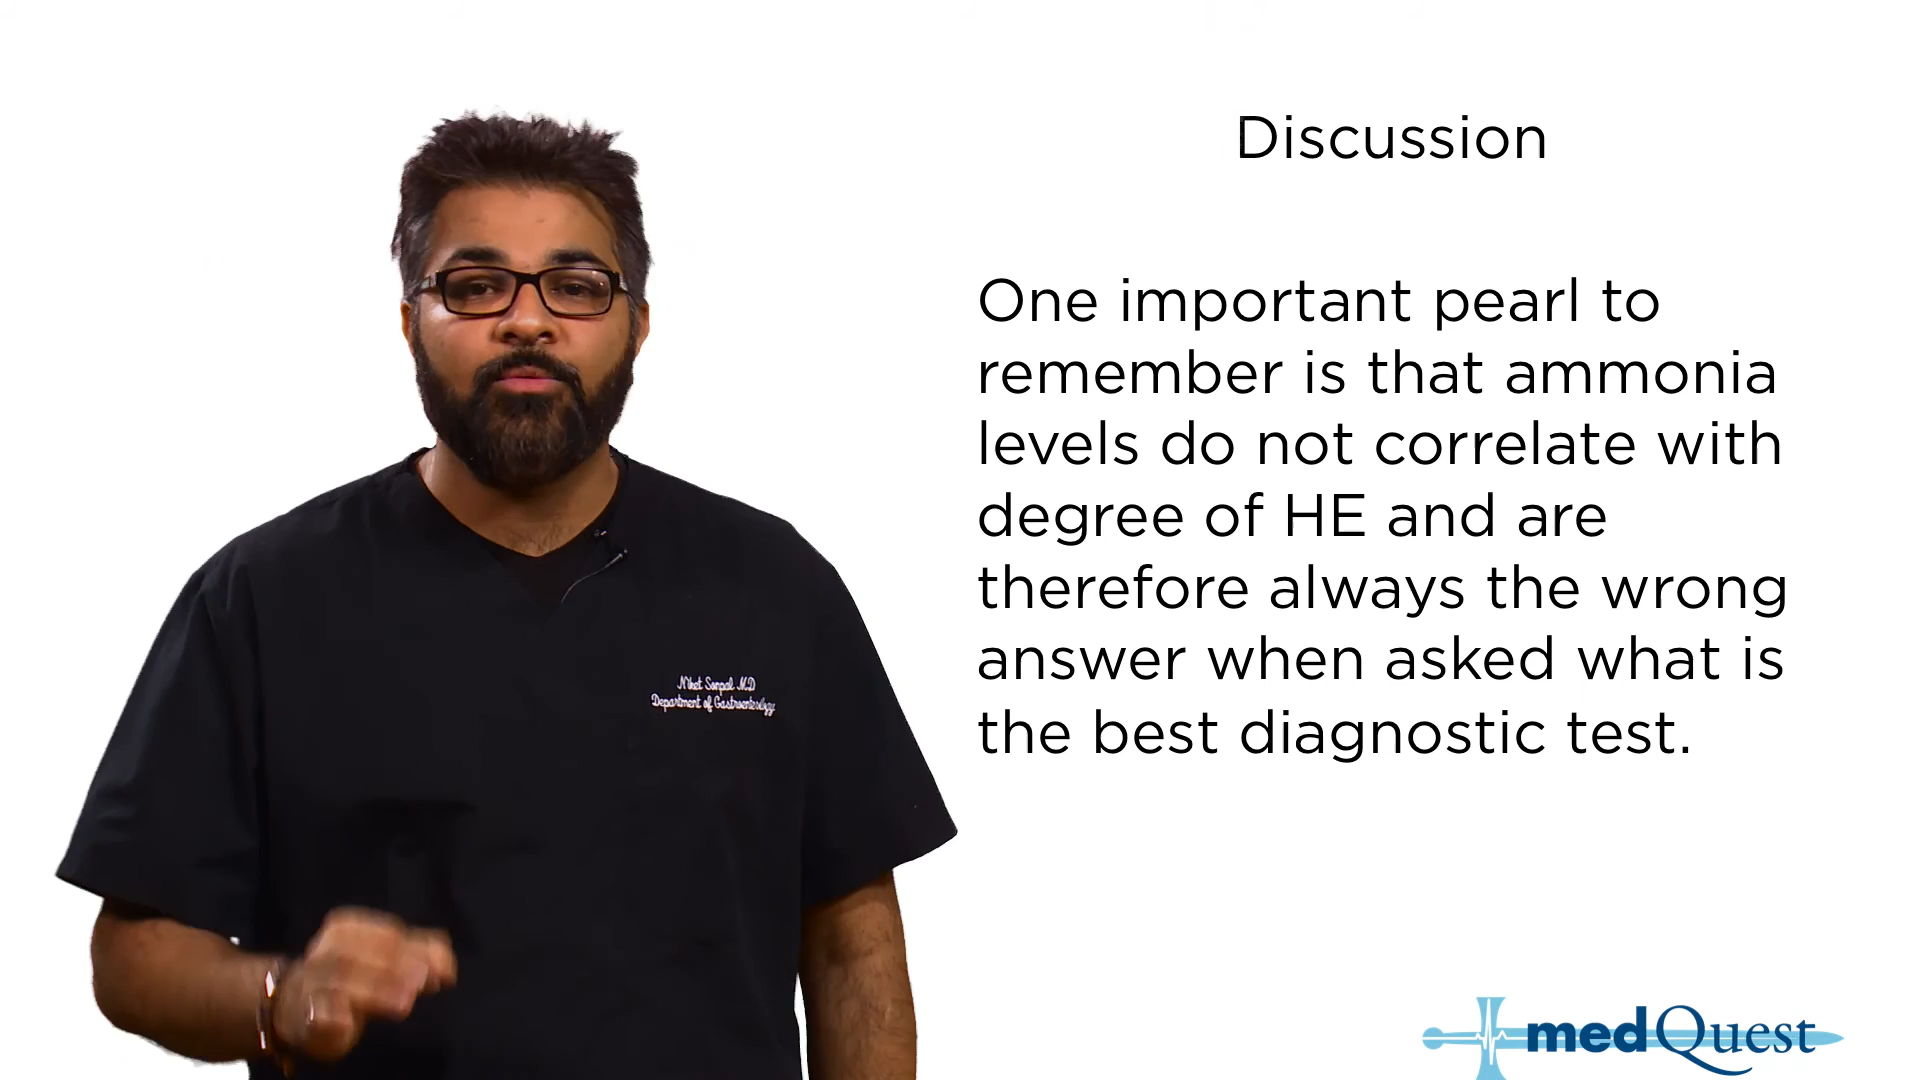 Discussion
One important pearl to
remember is that ammonia
levels do not correlate with
degree of HE and are
therefore always the wrong
answer when asked what is
the best diagnostic test.
Niket Sonpal M.D
Department of Gastroenterology
medQuest